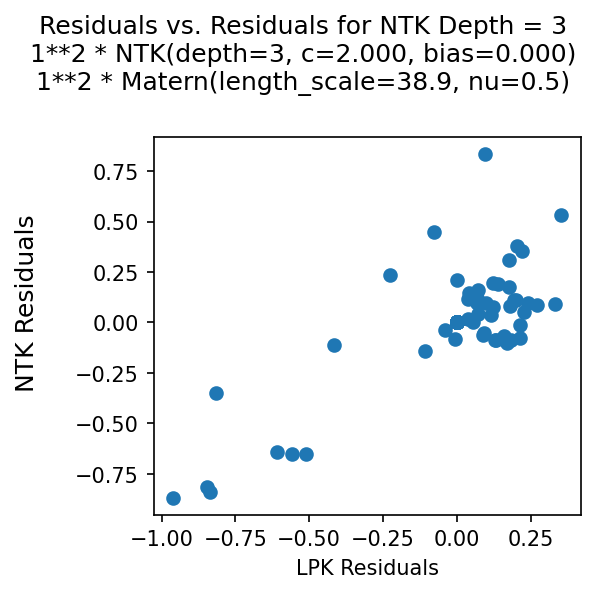 Residuals vs. Residuals for NTK Depth = 3
1**2 * NTK(depth=3, c=2.000, bias=0.000)
1**2 * Matern(length_scale=38.9, nu=0.5)
0.75
0.50
0.25
0.00
−0.25
−0.50
−0.75
NTK Residuals
−1.00 −0.75 −0.50 −0.25 0.00 0.25
LPK Residuals